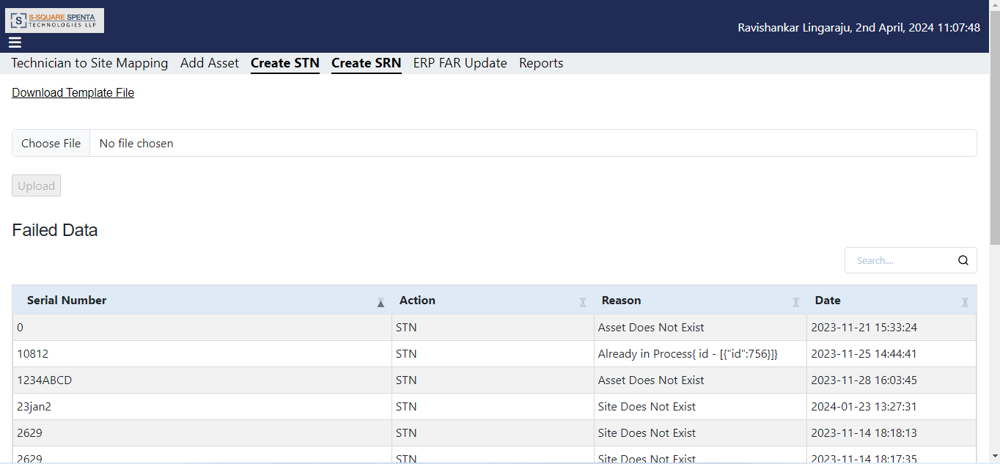 S S-SQUARE SPENTA
TECHNOLOGIES LLP
Ravishankar Lingaraju, 2nd April, 2024 11:07:48
Technician to Site Mapping Add Asset Create STN Create SRN ERP FAR Update Reports
Download Template File
Choose File No file chosen
Upload
Failed Data
Search....
Serial Number Action Reason Date
0 STN Asset Does Not Exist 2023-11-21 15:33:24
10812 STN Already in Process{ id - [{"id":756}]} 2023-11-25 14:44:41
1234ABCD STN Asset Does Not Exist 2023-11-28 16:03:45
23jan2 STN Site Does Not Exist 2024-01-23 13:27:31
2629 STN Site Does Not Exist 2023-11-14 18:18:13
2629 STN Site Does Not Exist 2023-11-14 18:17:35